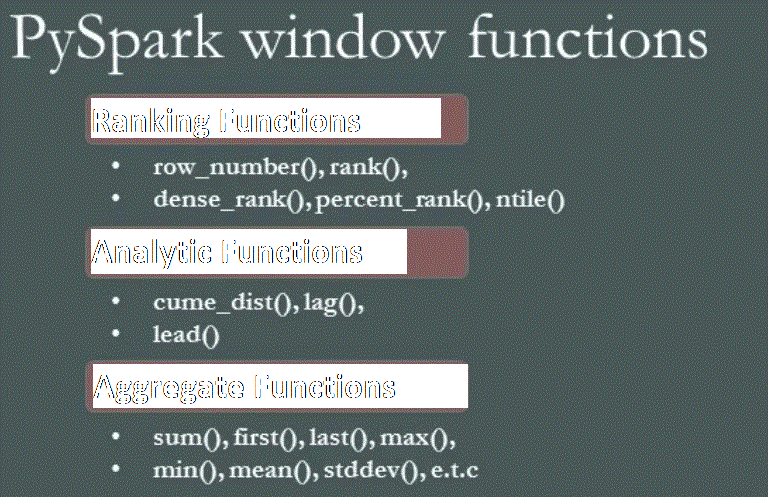 PySpark window functions
Ranking Functions
• row_number(), rank(),
• dense_rank(), percent_rank(), ntile()
Analytic Functions
• cume_dist(), lag(),
• lead()
Aggregate Functions
• sum(), first(), last(), max(),
• min(), mean(), stddev(), e.t.c